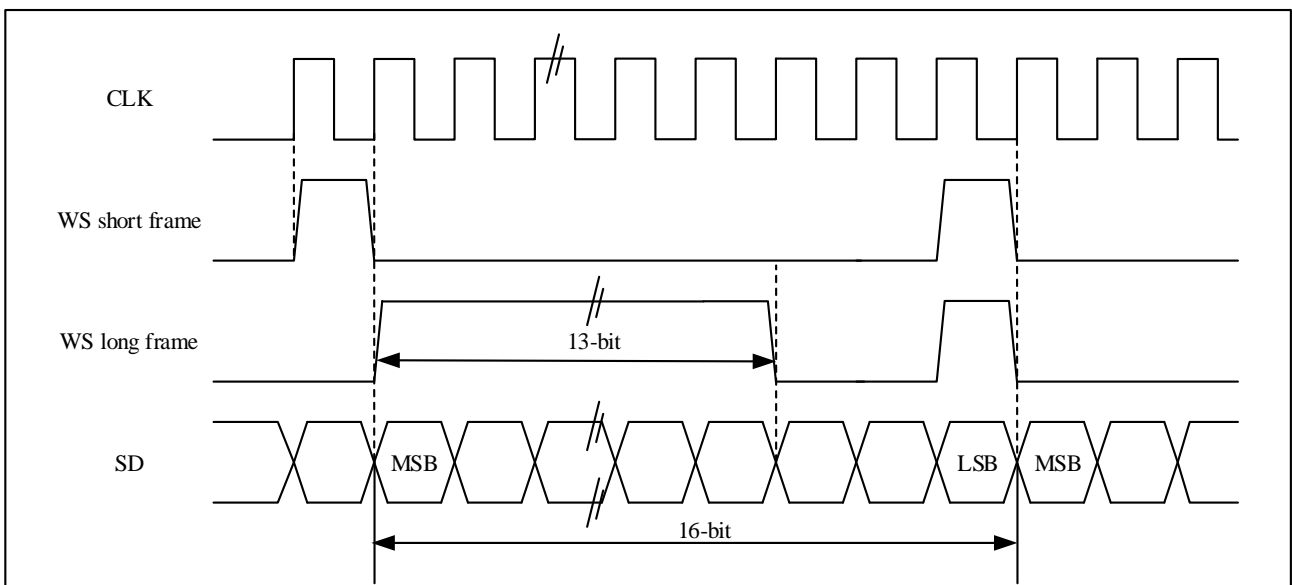 CLK
WS short frame
WS long frame
13-bit
SD
MSB
LSB
MSB
16-bit